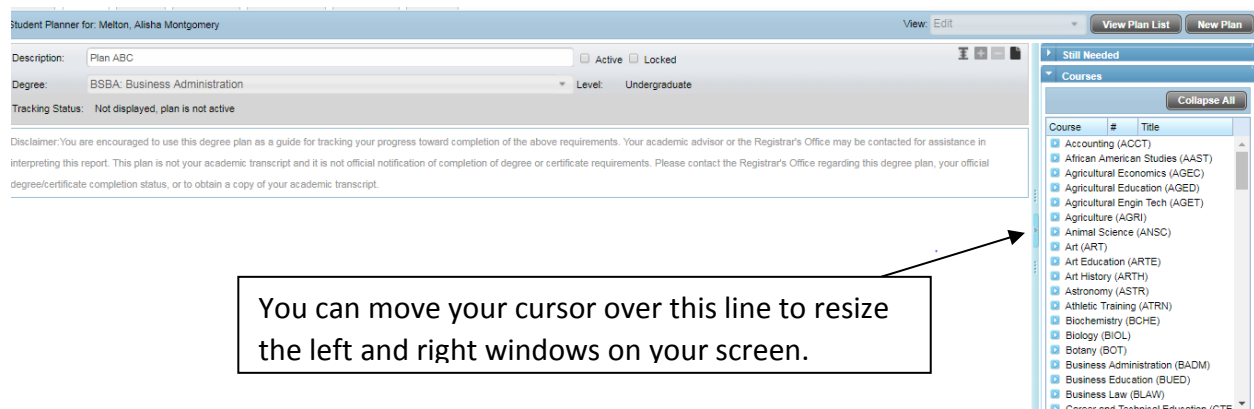 Student Planner for: Melton, Alisha Montgomery View: Edit View Plan List New Plan
Description: Plan ABC Active Locked
Degree: BSBA: Business Administration Level: Undergraduate
Tracking Status: Not displayed, plan is not active
Disclaimer:You are encouraged to use this degree plan as a guide for tracking your progress toward completion of the above requirements. Your academic advisor or the Registrar's Office may be contacted for assistance in
interpreting this report. This plan is not your academic transcript and it is not official notification of completion of degree or certificate requirements. Please contact the Registrar's Office regarding this degree plan, your official
degree/certificate completion status, or to obtain a copy of your academic transcript.
You can move your cursor over this line to resize
the left and right windows on your screen.
Still Needed
Courses
Collapse All
Course # Title
Accounting (ACCT)
African American Studies (AAST)
Agricultural Economics (AGEC)
Agricultural Education (AGED)
Agricultural Engin Tech (AGET)
Agriculture (AGRI)
Animal Science (ANSC)
Art (ART)
Art Education (ARTE)
Art History (ARTH)
Astronomy (ASTR)
Athletic Training (ATRN)
Biochemistry (BCHE)
Biology (BIOL)
Botany (BOT)
Business Administration (BADM)
Business Education (BUED)
Business Law (BLAW)
Career and Technical Education (CTE